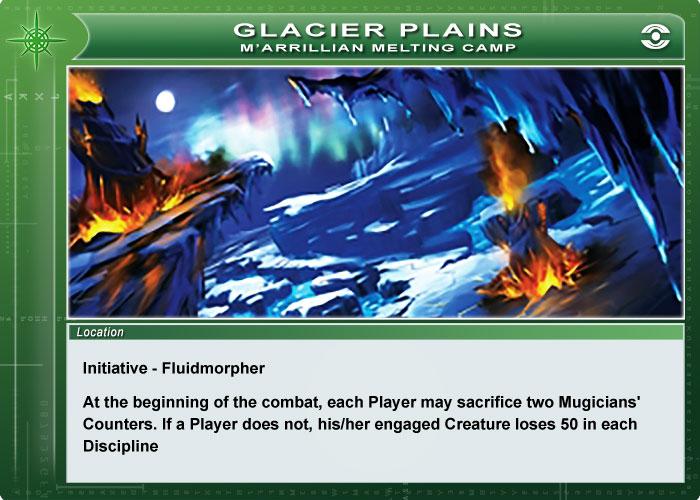 GLACIER PLAINS
M'ARRILLIAN MELTING CAMP
Location
Initiative - Fluidmorpher
At the beginning of the combat, each Player may sacrifice two Mugicians'
Counters. If a Player does not, his/her engaged Creature loses 50 in each
Discipline